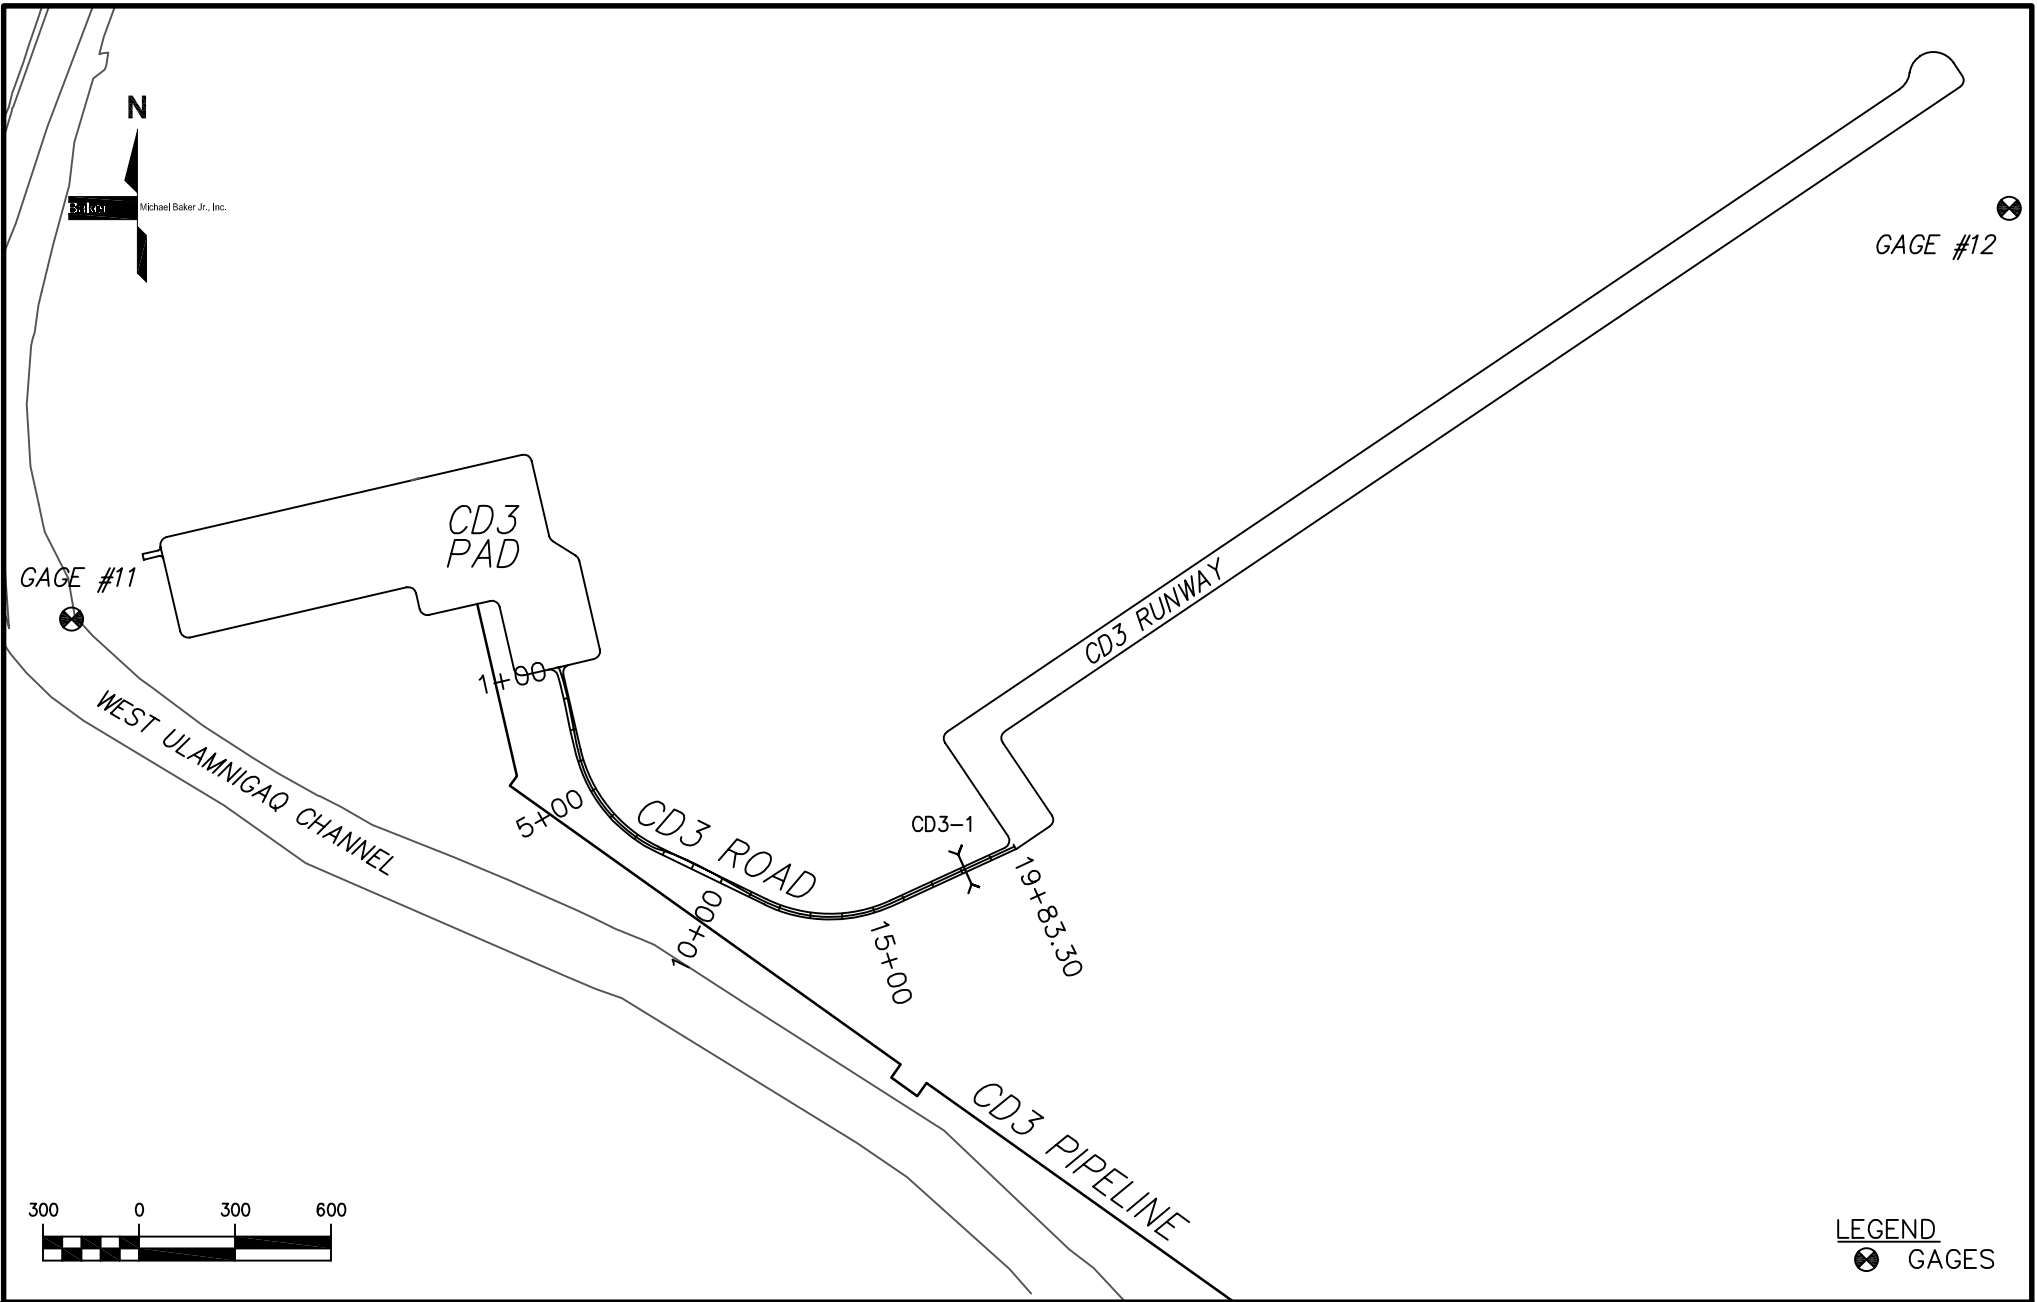 N
Baker
Michael Baker Jr., Inc.
GAGE #12
CD3
PAD
GAGE #11
CD3 RUNWAY
1+00
WEST ULAMNIGAQ CHANNEL
5+00
CD3 ROAD
CD3-1
10+00
15+00
19+83.30
CD3 PIPELINE
300 0 300 600
LEGEND
GAGES